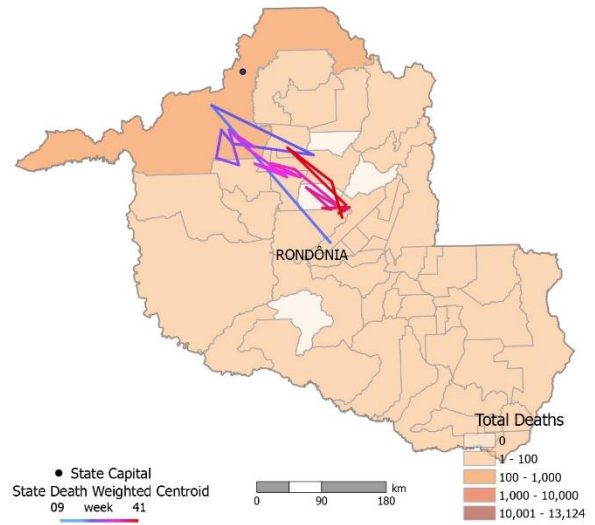 RONDÔNIA
Total Deaths
0
1 - 100
100 - 1,000
1,000 - 10,000
10,001 - 13,124
State Capital
State Death Weighted Centroid
09 week 41
km
0 90 180